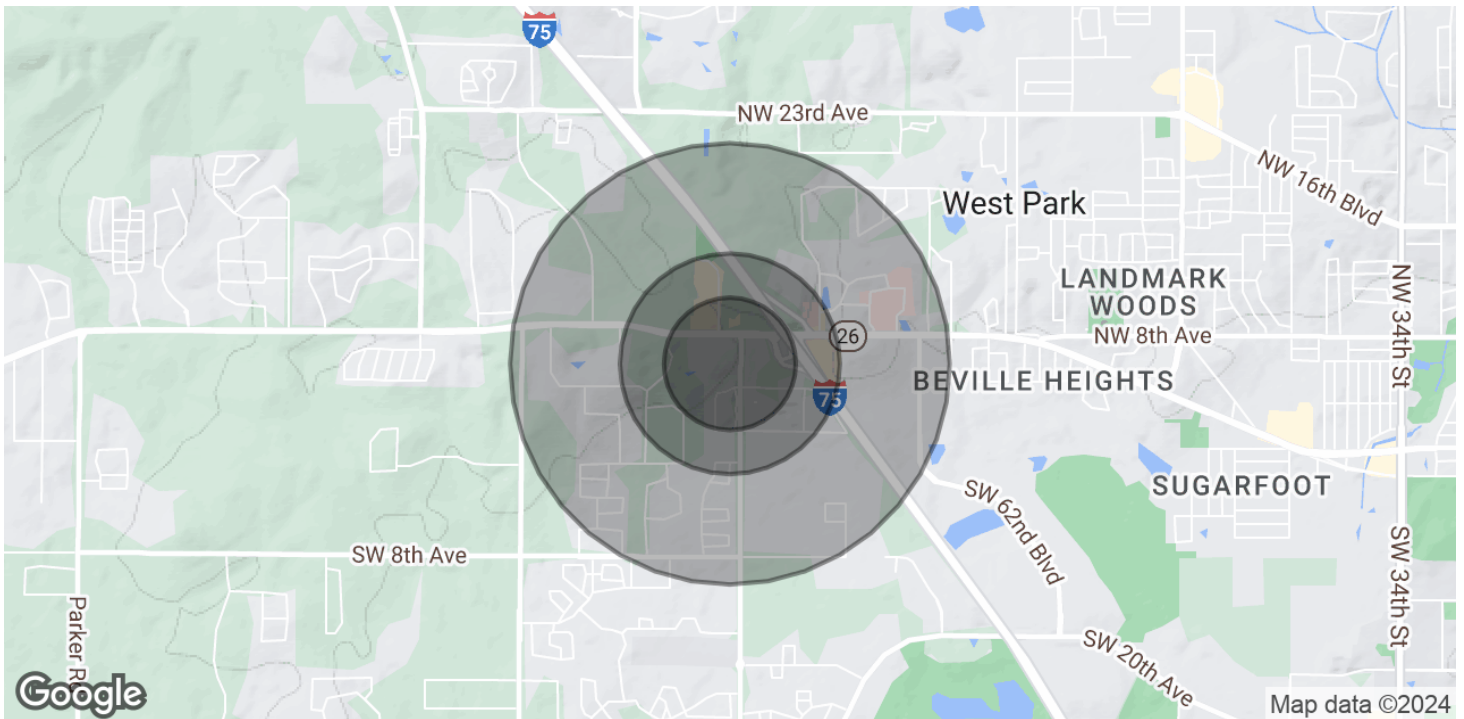 75
NW 23rd Ave
NW 16th Blvd
West Park
LANDMARK
WOODS
NW 34th St
26
NW 8th Ave
BEVILLE HEIGHTS
75
SUGARFOOT
SW 62nd Blvd
SW 8th Ave
SW 34th St
Parker Rd
SW 20th Ave
Google
Map data ©2024